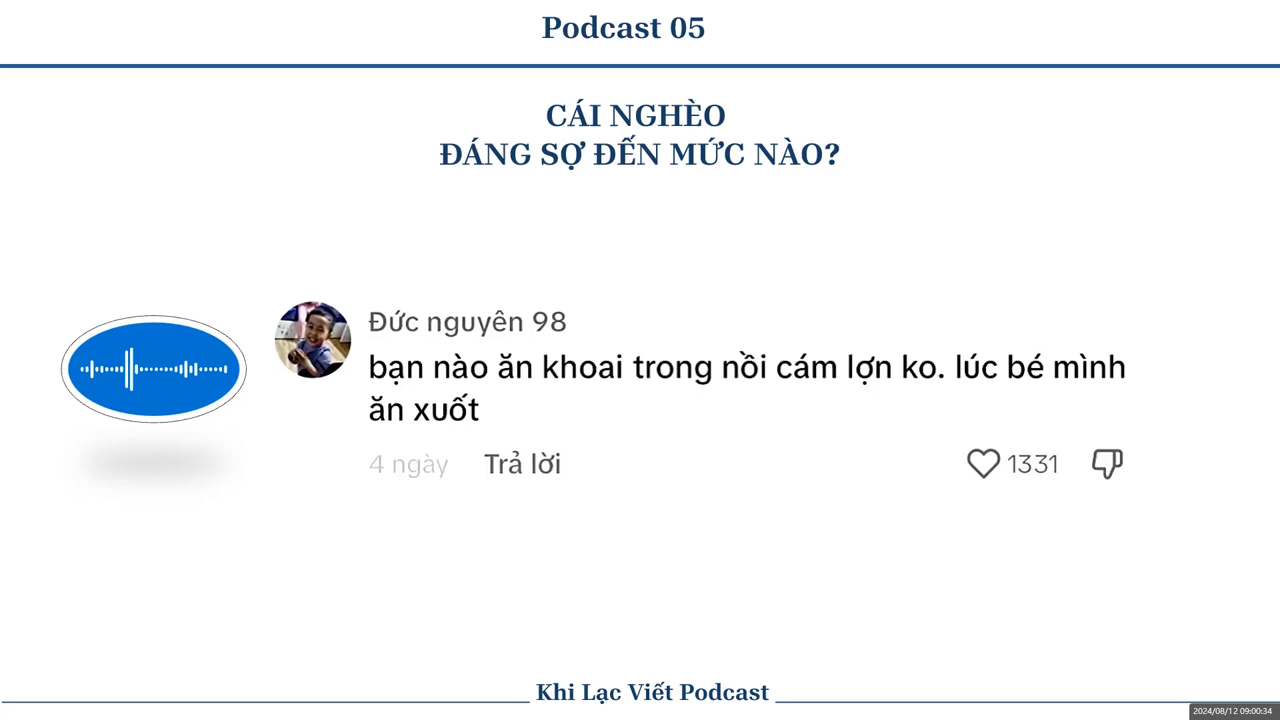 Podcast 05
CÁI NGHÈO
ĐÁNG SỢ ĐẾN MỨC NÀO?
Đức nguyên 98
bạn nào ăn khoai trong nồi cám lợn ko. lúc bé mình
ăn xuốt
4 ngày Trả lời 1331
Khi Lạc Viết Podcast
2024/08/12 09:00:34